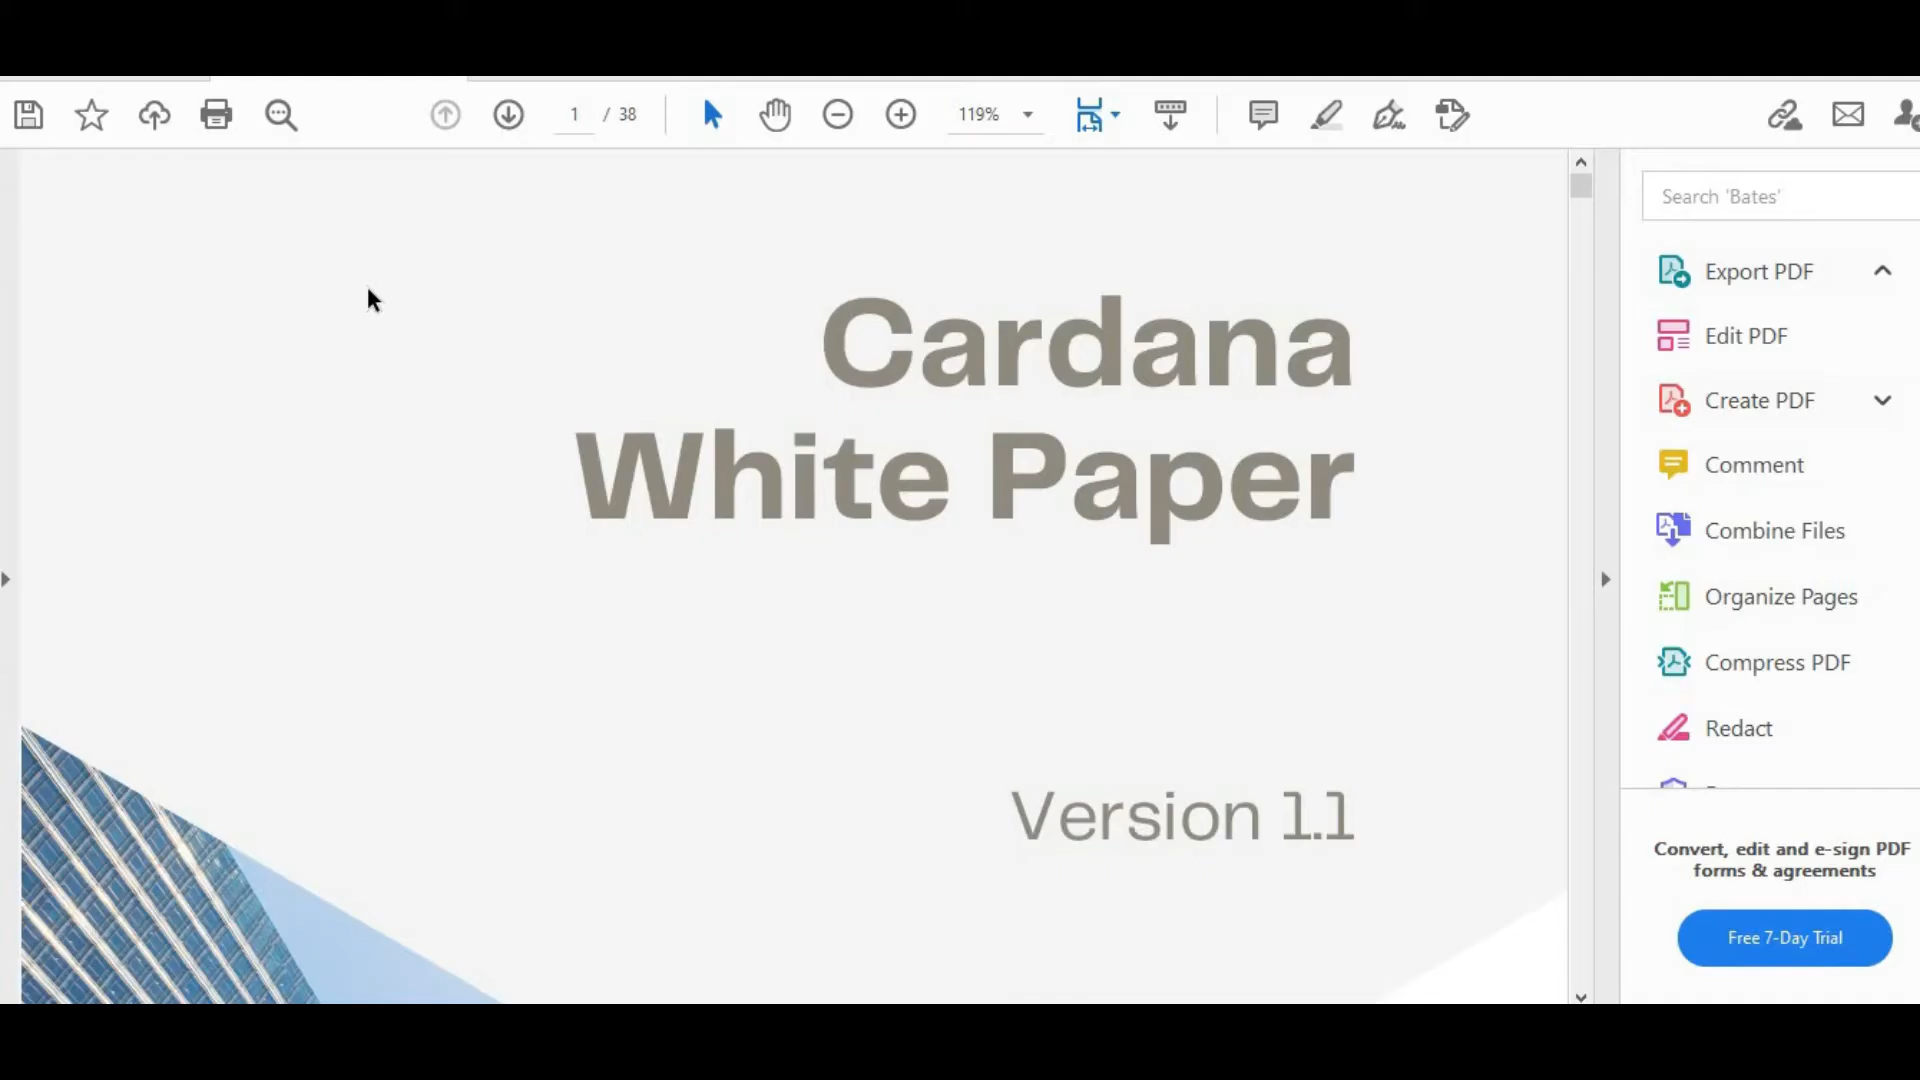 1 / 38
119%
Search 'Bates'
Cardana
White Paper
Version 1.1
Export PDF
Edit PDF
Create PDF
Comment
Combine Files
Organize Pages
Compress PDF
Redact
Convert, edit and e-sign PDF
forms & agreements
Free 7-Day Trial